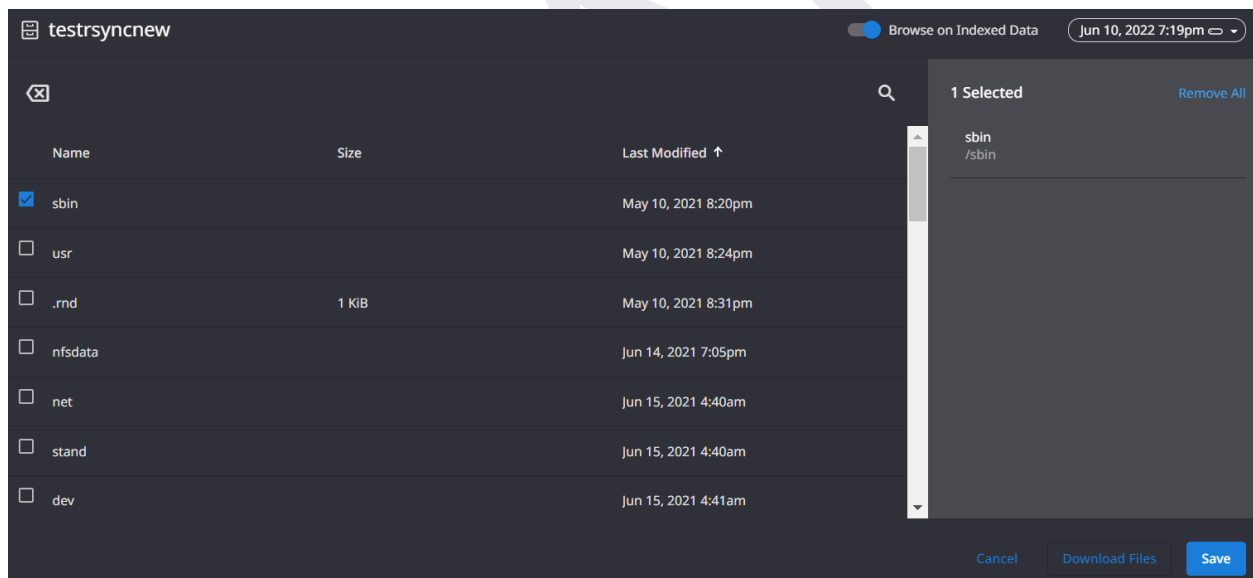 testrsyncnew
Browse on Indexed Data
Jun 10, 2022 7:19pm
1 Selected
Remove All
sbin
/sbin
Name Size Last Modified
sbin May 10, 2021 8:20pm
usr May 10, 2021 8:24pm
.rnd 1 KiB May 10, 2021 8:31pm
nfsdata Jun 14, 2021 7:05pm
net Jun 15, 2021 4:40am
stand Jun 15, 2021 4:40am
dev Jun 15, 2021 4:41am
Cancel
Download Files
Save